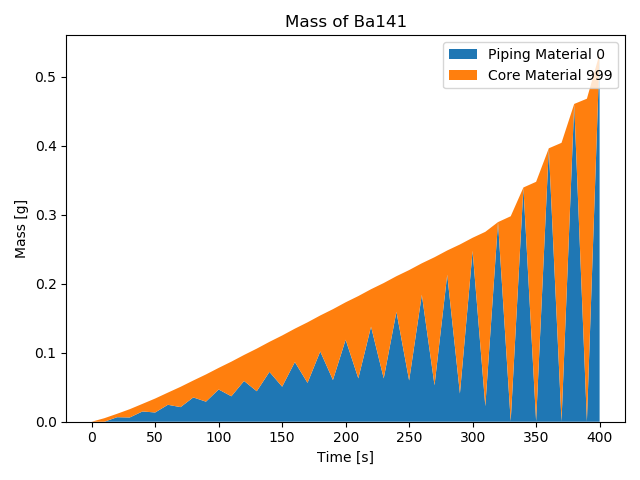 Mass of Ba141
Piping Material 0
Core Material 999
Mass [g]
0.5
0.4
0.3
0.2
0.1
0.0
0 50 100 150 200 250 300 350 400
Time [s]